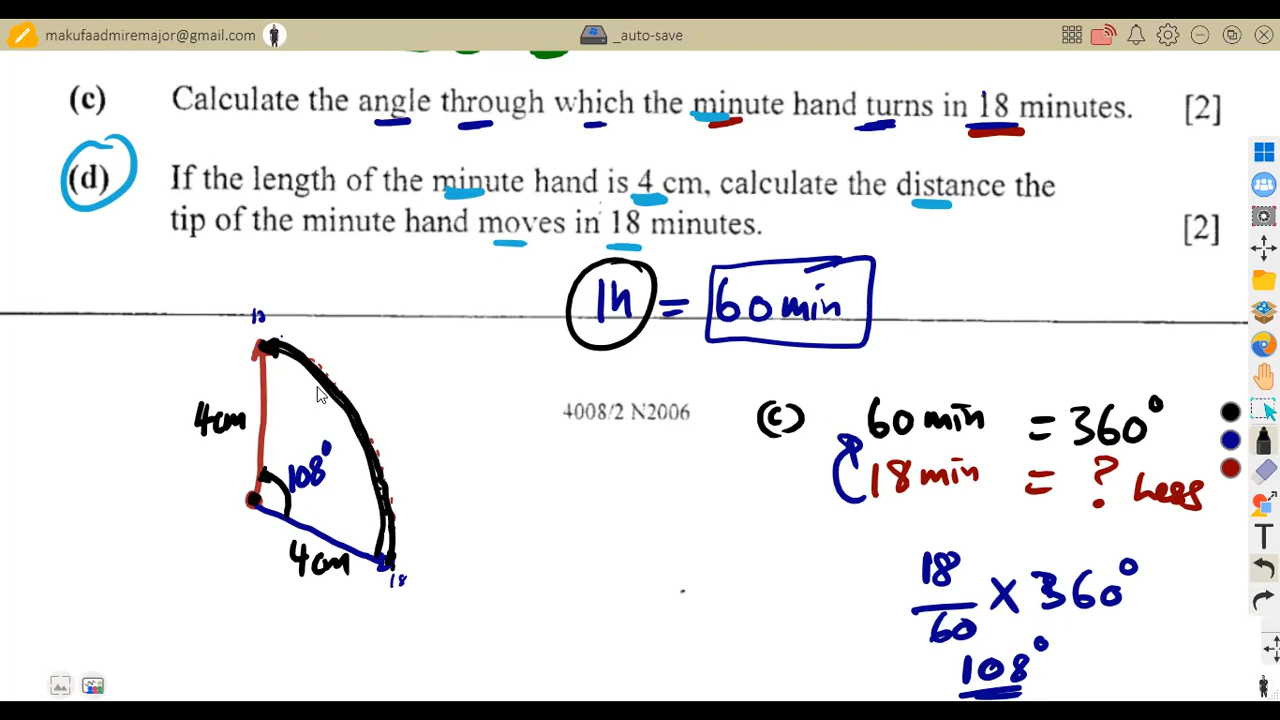 makufaadmiremajor@gmail.com
_auto-save
(c) Calculate the angle through which the minute hand turns in 18 minutes. [2]
(d) If the length of the minute hand is 4 cm, calculate the distance the
tip of the minute hand moves in 18 minutes. [2]
1h = 60min
12
4cm
108°
4cm
18
4008/2 N2006
(c) 60 min = 360°
18 min = ? Less
18/60 × 360°
108°
T